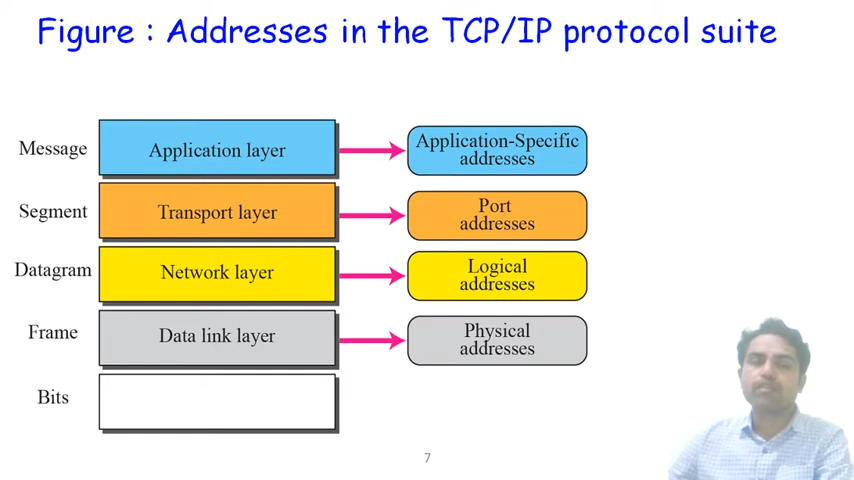 Figure : Addresses in the TCP/IP protocol suite
Message
Application layer
Application-Specific
addresses
Segment
Transport layer
Port
addresses
Datagram
Network layer
Logical
addresses
Frame
Data link layer
Physical
addresses
Bits
7